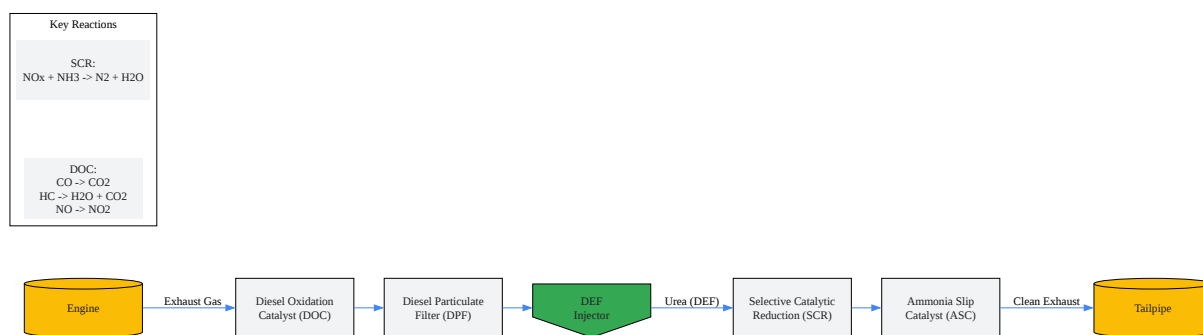 Key Reactions
SCR:
NOx + NH3 -> N2 + H2O
DOC:
CO -> CO2
HC -> H2O + CO2
NO -> NO2
Engine
Exhaust Gas
Diesel Oxidation
Catalyst (DOC)
Diesel Particulate
Filter (DPF)
DEF
Injector
Urea (DEF)
Selective Catalytic
Reduction (SCR)
Ammonia Slip
Catalyst (ASC)
Clean Exhaust
Tailpipe